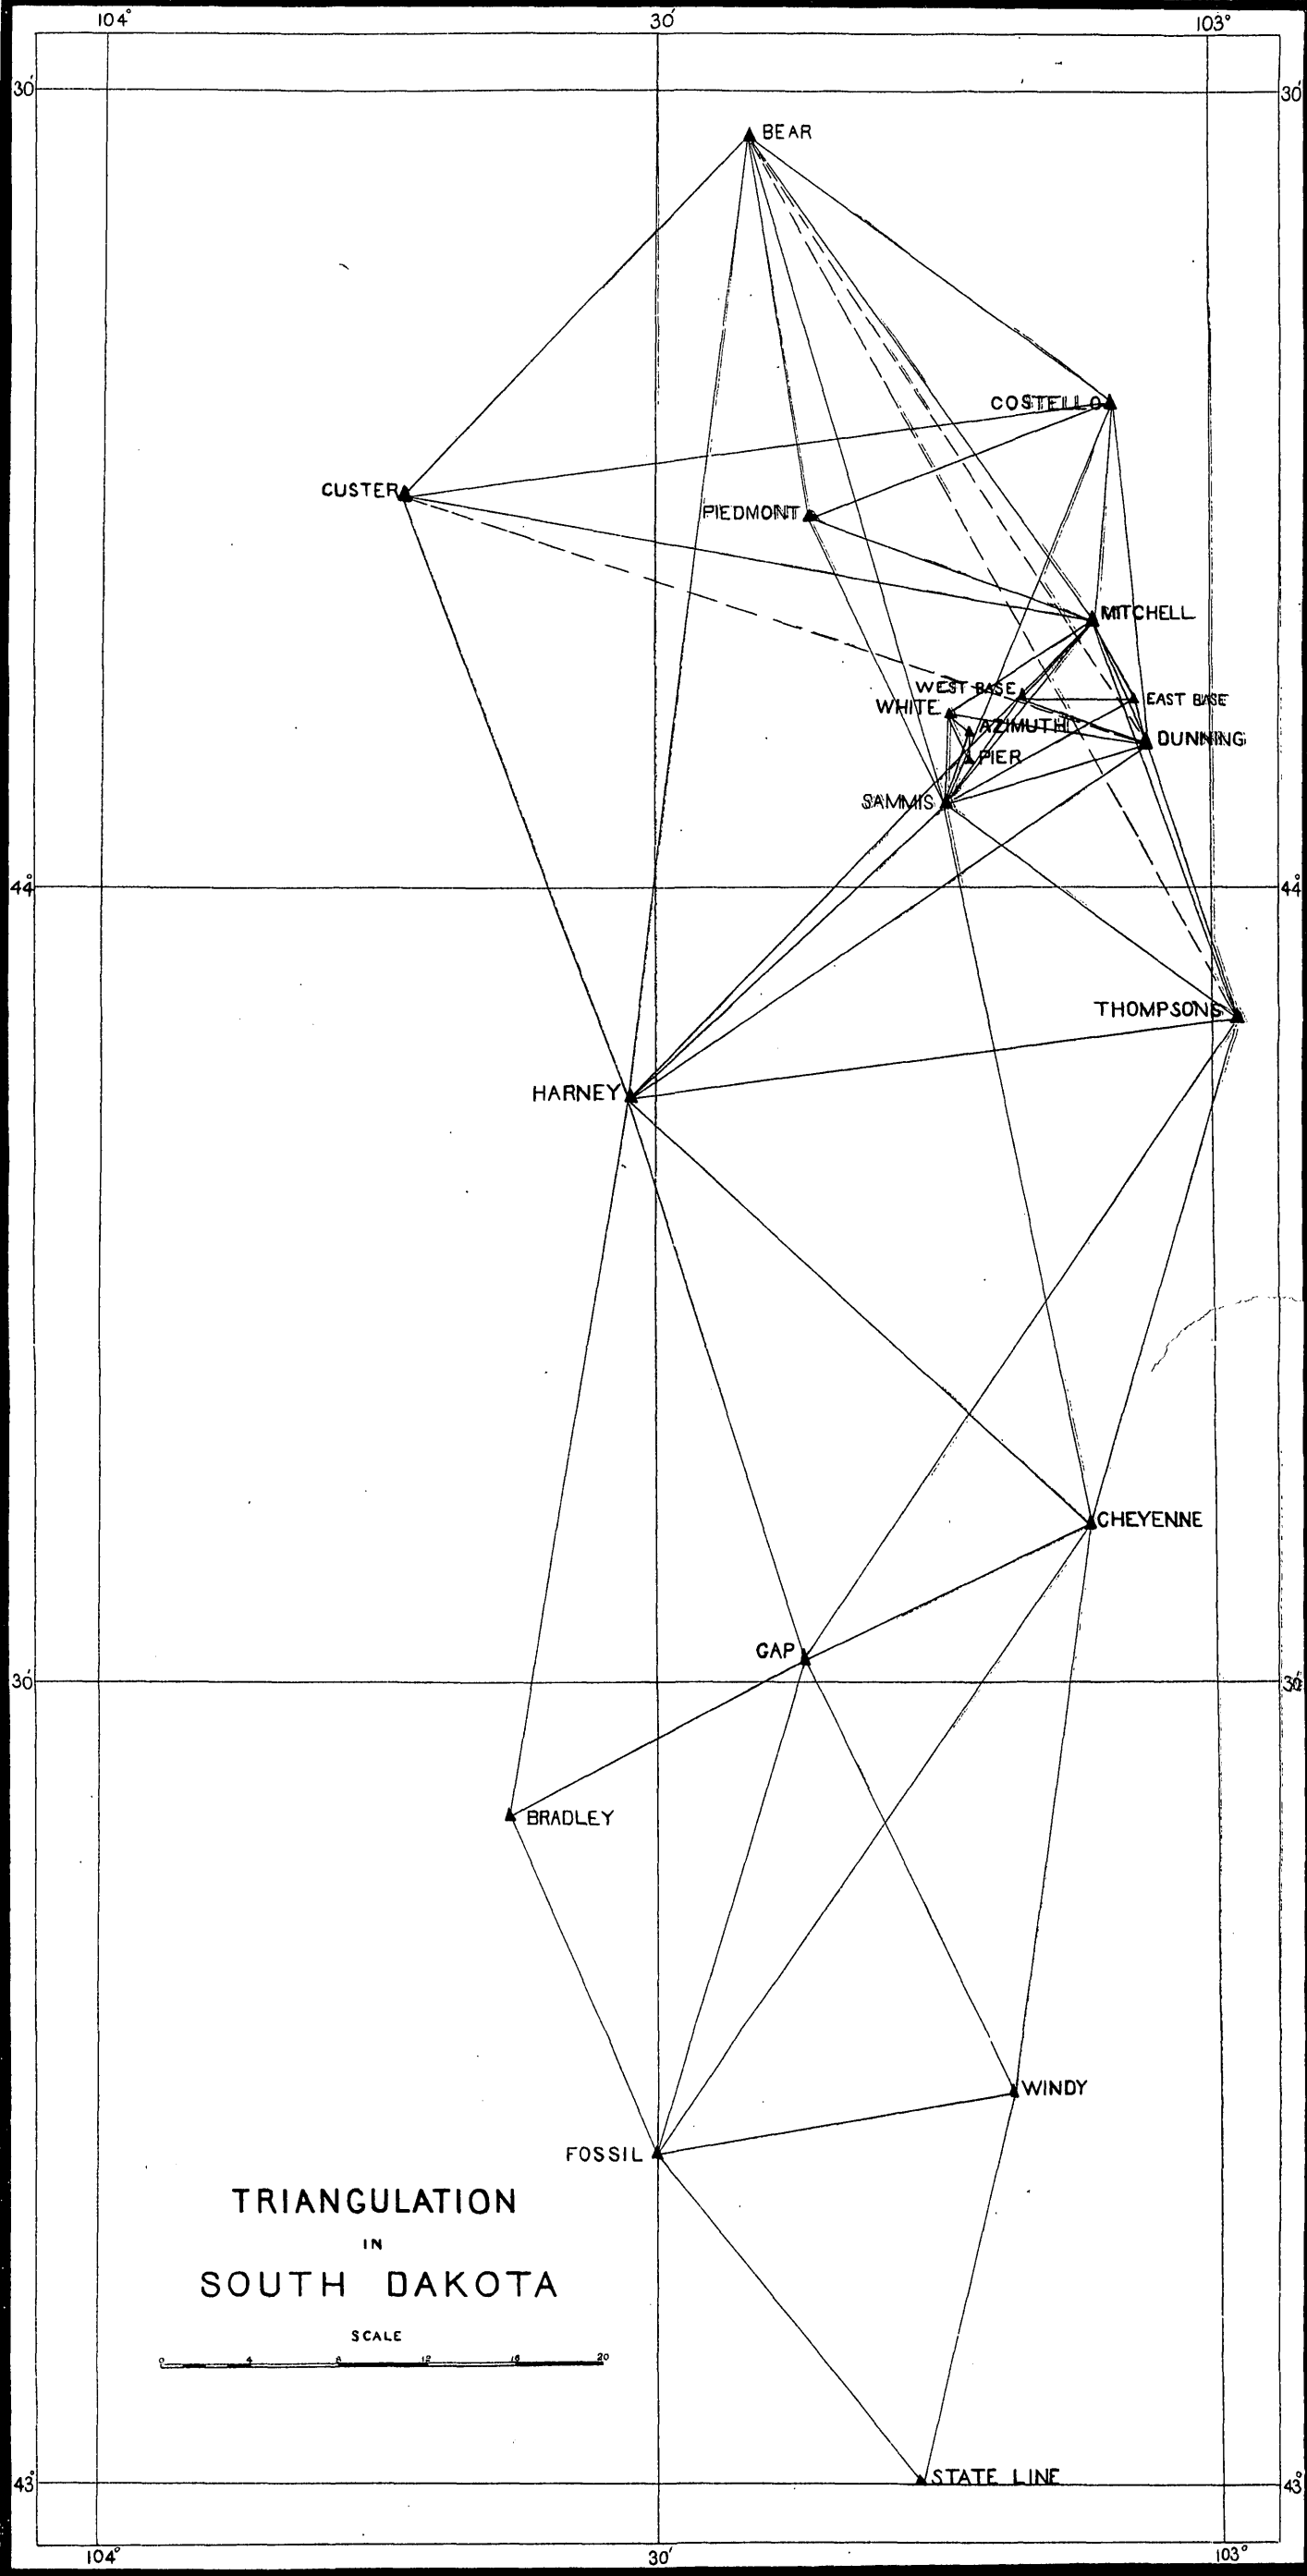 104° 30′ 103°
30′ 30′
BEAR
COSTELLO
CUSTER
PIEDMONT
MITCHELL
WEST BASE
EAST BASE
WHITE
AZIMUTH
DUNNING
PIER
SAMMIS
44° 44°
THOMPSONS
HARNEY
CHEYENNE
GAP
30′ 30′
BRADLEY
WINDY
FOSSIL
TRIANGULATION
IN
SOUTH DAKOTA
SCALE
0 4 8 12 16 20
STATE LINE
43° 43°
104° 30′ 103°